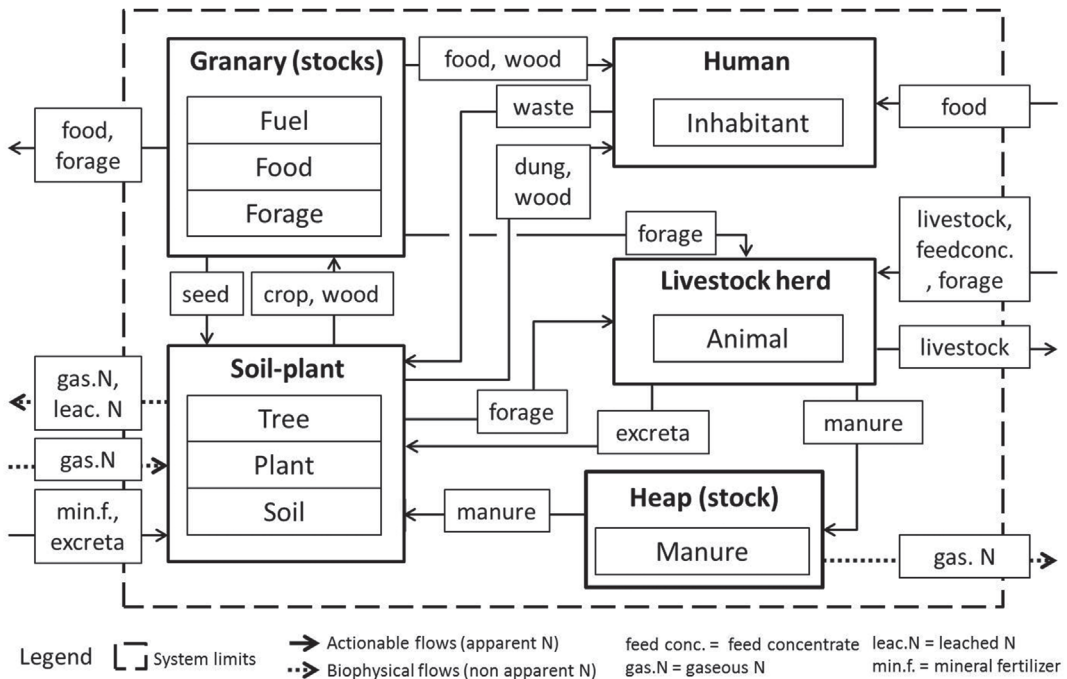 Granary (stocks)
Fuel
Food
Forage
food, wood
Human
Inhabitant
waste
food
food,
forage
dung,
wood
forage
livestock,
feedconc.
, forage
Livestock herd
Animal
livestock
seed
crop, wood
Soil-plant
Tree
Plant
Soil
gas.N,
leac. N
gas.N
min.f.,
excreta
forage
excreta
manure
manure
Heap (stock)
Manure
gas. N
Legend
System limits
Actionable flows (apparent N)
Biophysical flows (non apparent N)
feed conc. = feed concentrate
gas.N = gaseous N
leac.N = leached N
min.f. = mineral fertilizer